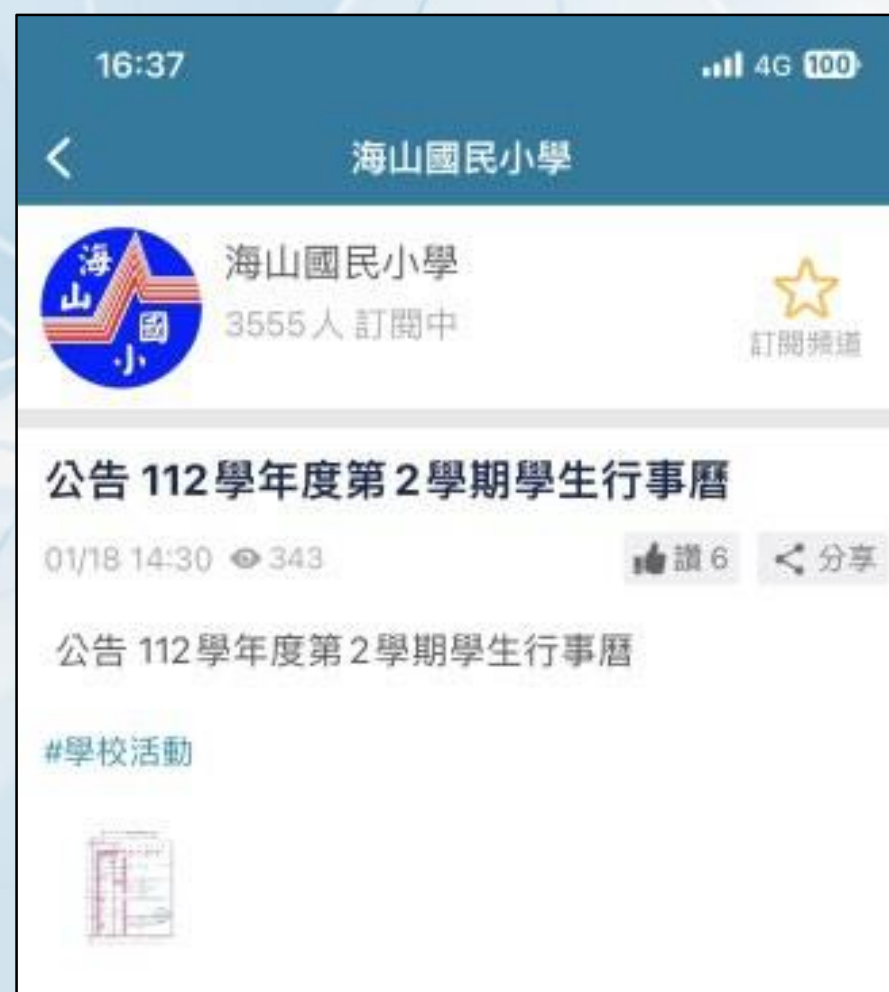 16:37 4G 100
海山國民小學
海山國小
海山國民小學
3555人 訂閱中
訂閱頻道
公告 112學年度第2學期學生行事曆
01/18 14:30 343 讚 6 分享
公告 112學年度第2學期學生行事曆
#學校活動